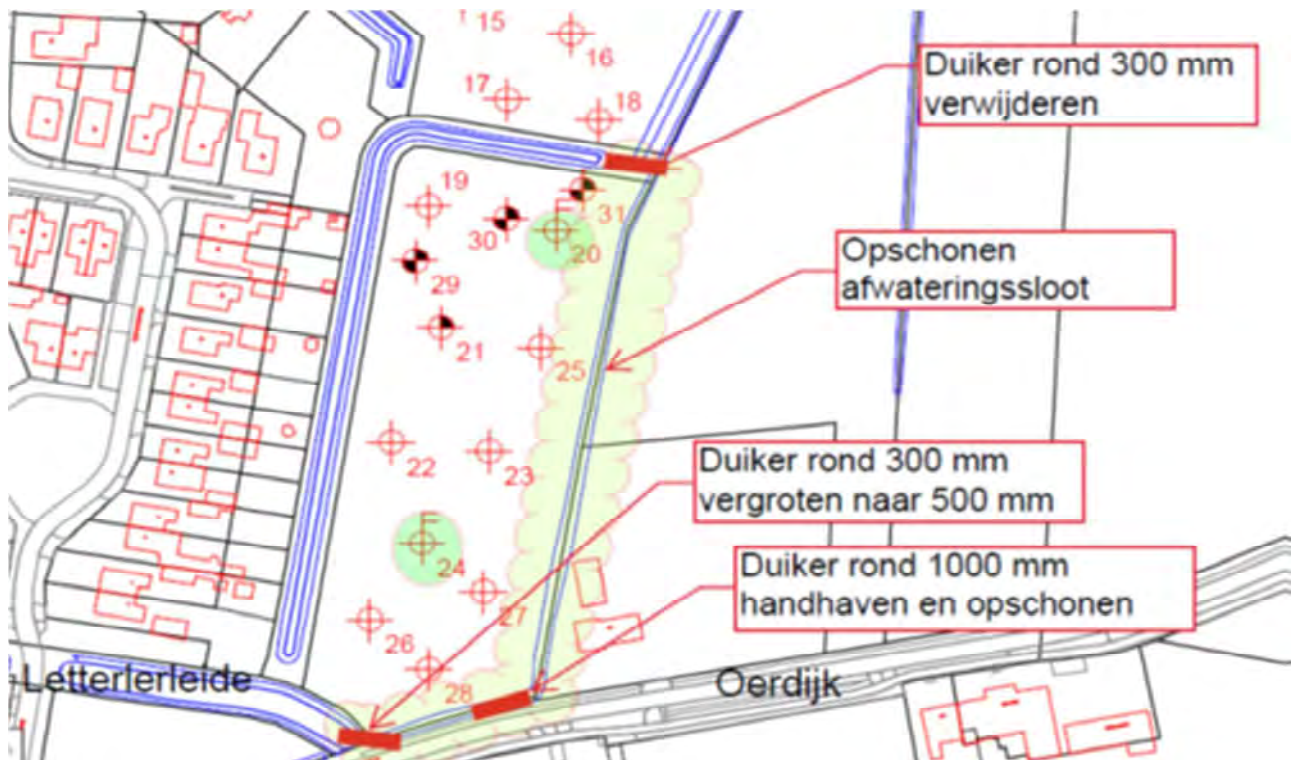 15
16
17
18
Duiker rond 300 mm
verwijderen
19
31
30
F
20
29
Opschonen
afwateringssloot
21
25
22
23
Duiker rond 300 mm
vergroten naar 500 mm
F
24
27
Duiker rond 1000 mm
handhaven en opschonen
26
28
Letterlerleide
Oerdijk